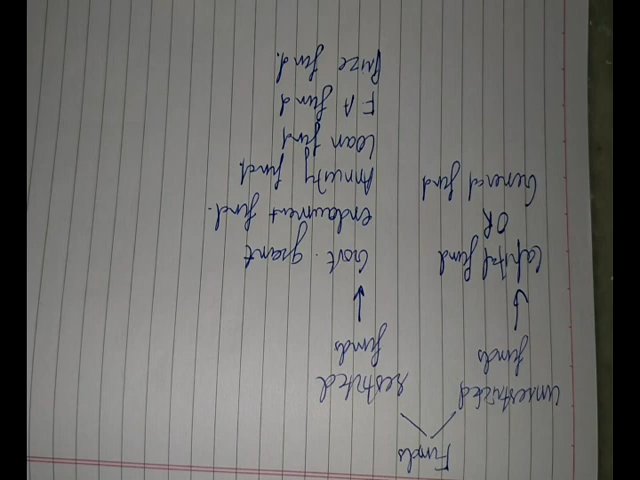 Funds
unrestricted
funds
Capital fund
OR
General fund
restricted
funds
Govt. grant
endowment fund.
Annuity fund
Loan fund
FA fund
Prize fund.